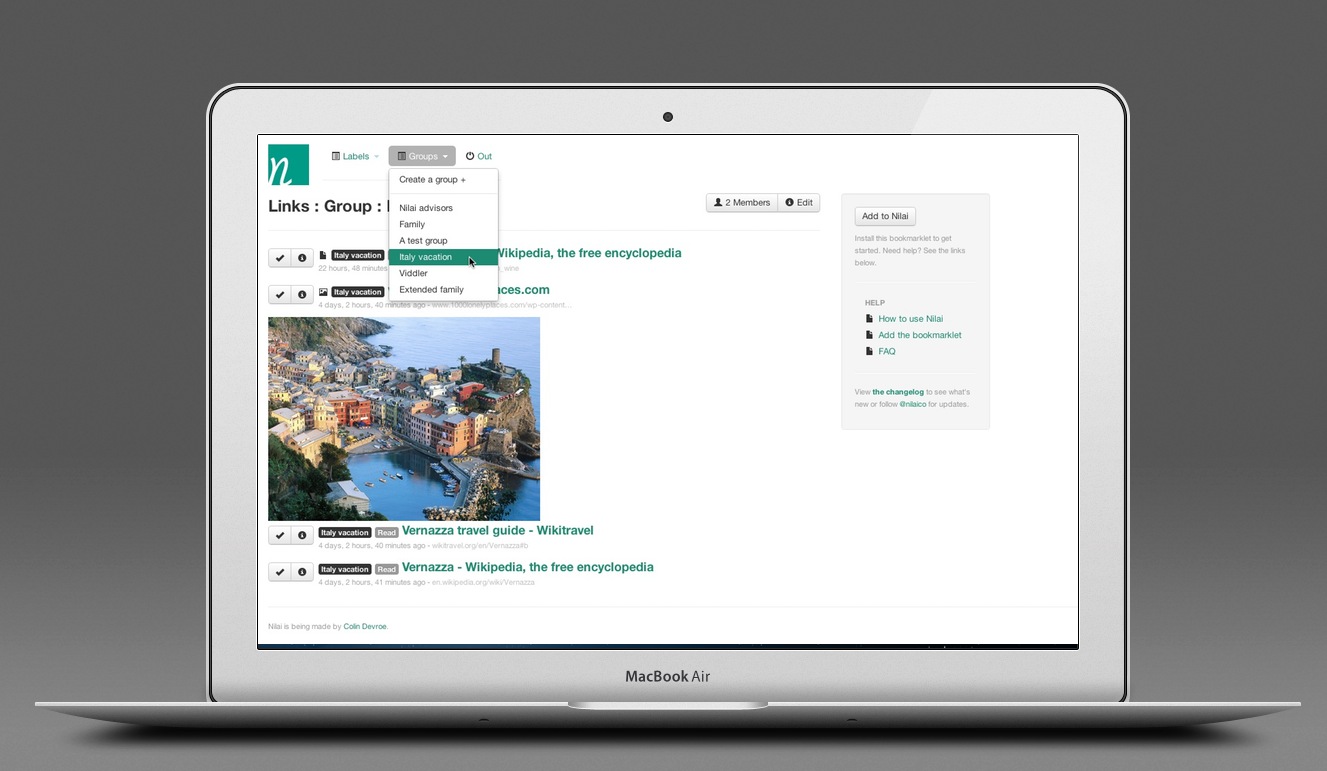 n
Labels
Groups
Out
Create a group +
Nilai advisors
Family
A test group
Italy vacation
Viddler
Extended family
Links : Group :
2 Members
Edit
Italy vacation
Wikipedia, the free encyclopedia
22 hours, 48 minutes
_wine
Italy vacation
aces.com
4 days, 2 hours, 40 minutes ago - www.1000lonelyplaces.com/wp-content...
Italy vacation Read Vernazza travel guide - Wikitravel
4 days, 2 hours, 40 minutes ago - wikitravel.org/en/Vernazza#b
Italy vacation Read Vernazza - Wikipedia, the free encyclopedia
4 days, 2 hours, 41 minutes ago - en.wikipedia.org/wiki/Vernazza
Nilai is being made by Colin Devroe.
Add to Nilai
Install this bookmarklet to get
started. Need help? See the links
below.
HELP
How to use Nilai
Add the bookmarklet
FAQ
View the changelog to see what's
new or follow @nilaico for updates.
MacBook Air